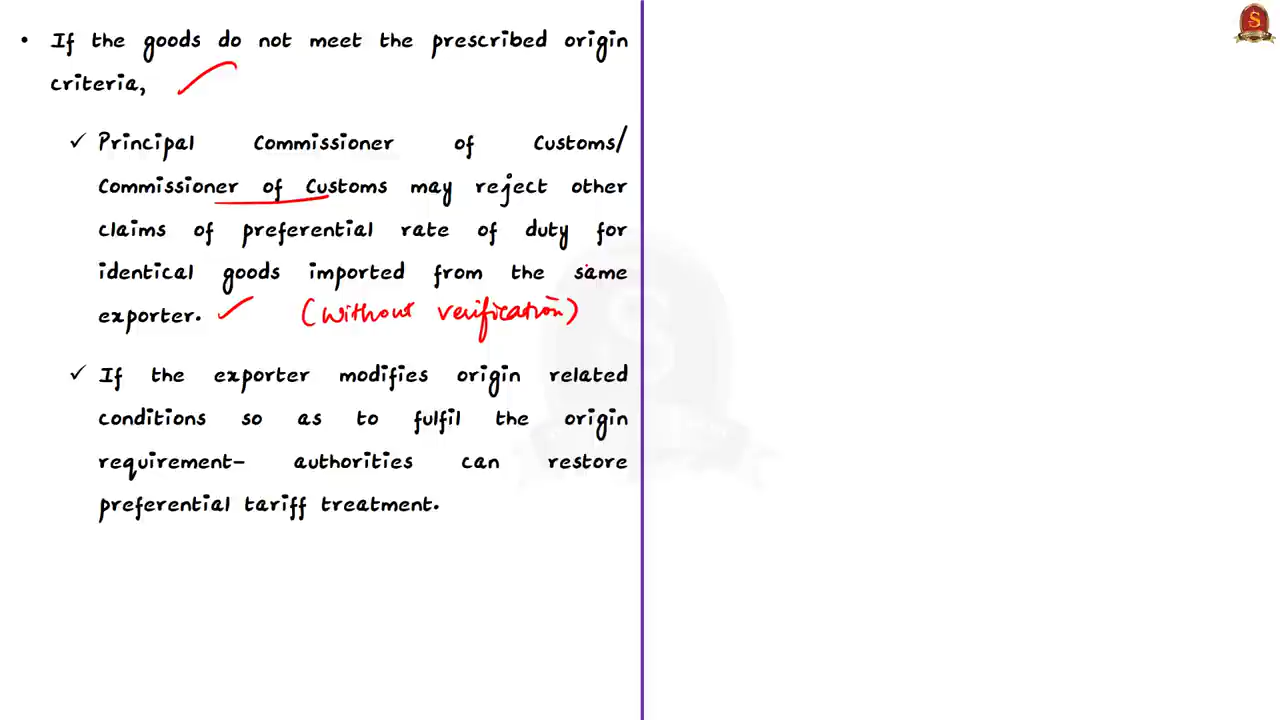 • If the goods do not meet the prescribed origin
criteria,
✓ Principal Commissioner of Customs/
Commissioner of Customs may reject other
claims of preferential rate of duty for
identical goods imported from the same
exporter. (Without verification)
✓ If the exporter modifies origin related
conditions so as to fulfil the origin
requirement- authorities can restore
preferential tariff treatment.
S